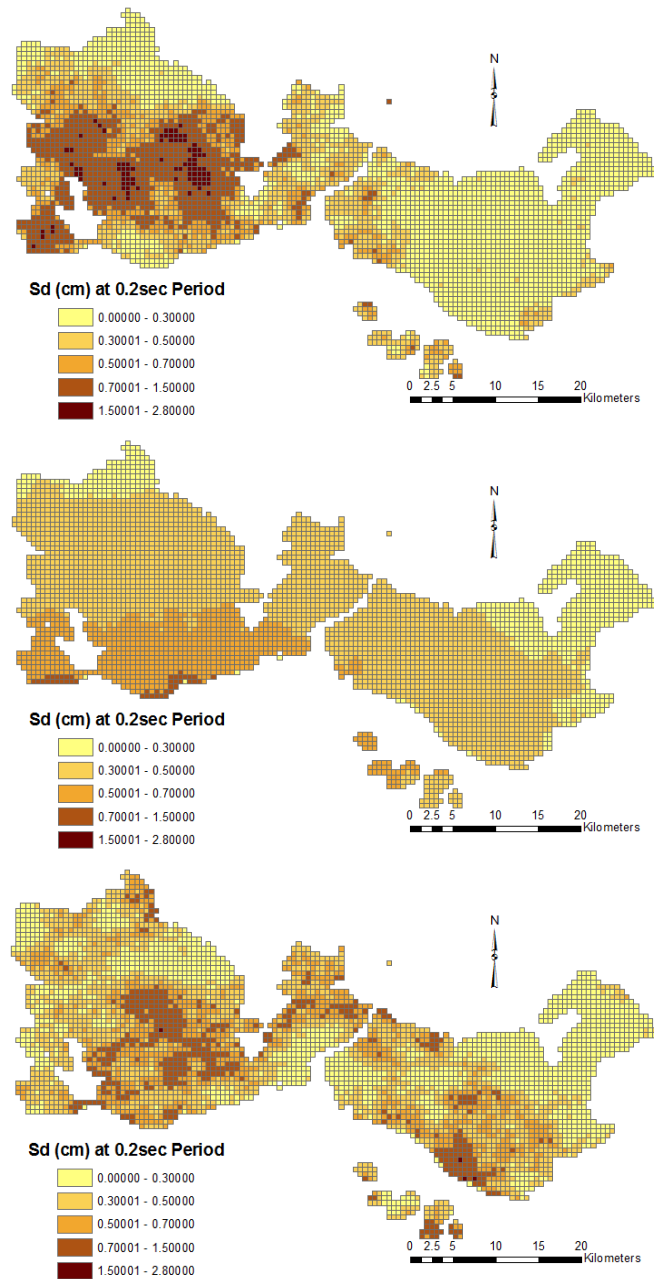 N
Sd (cm) at 0.2sec Period
0.00000 - 0.30000
0.30001 - 0.50000
0.50001 - 0.70000
0.70001 - 1.50000
1.50001 - 2.80000
0 2.5 5 10 15 20
Kilometers
N
Sd (cm) at 0.2sec Period
0.00000 - 0.30000
0.30001 - 0.50000
0.50001 - 0.70000
0.70001 - 1.50000
1.50001 - 2.80000
0 2.5 5 10 15 20
Kilometers
N
Sd (cm) at 0.2sec Period
0.00000 - 0.30000
0.30001 - 0.50000
0.50001 - 0.70000
0.70001 - 1.50000
1.50001 - 2.80000
0 2.5 5 10 15 20
Kilometers